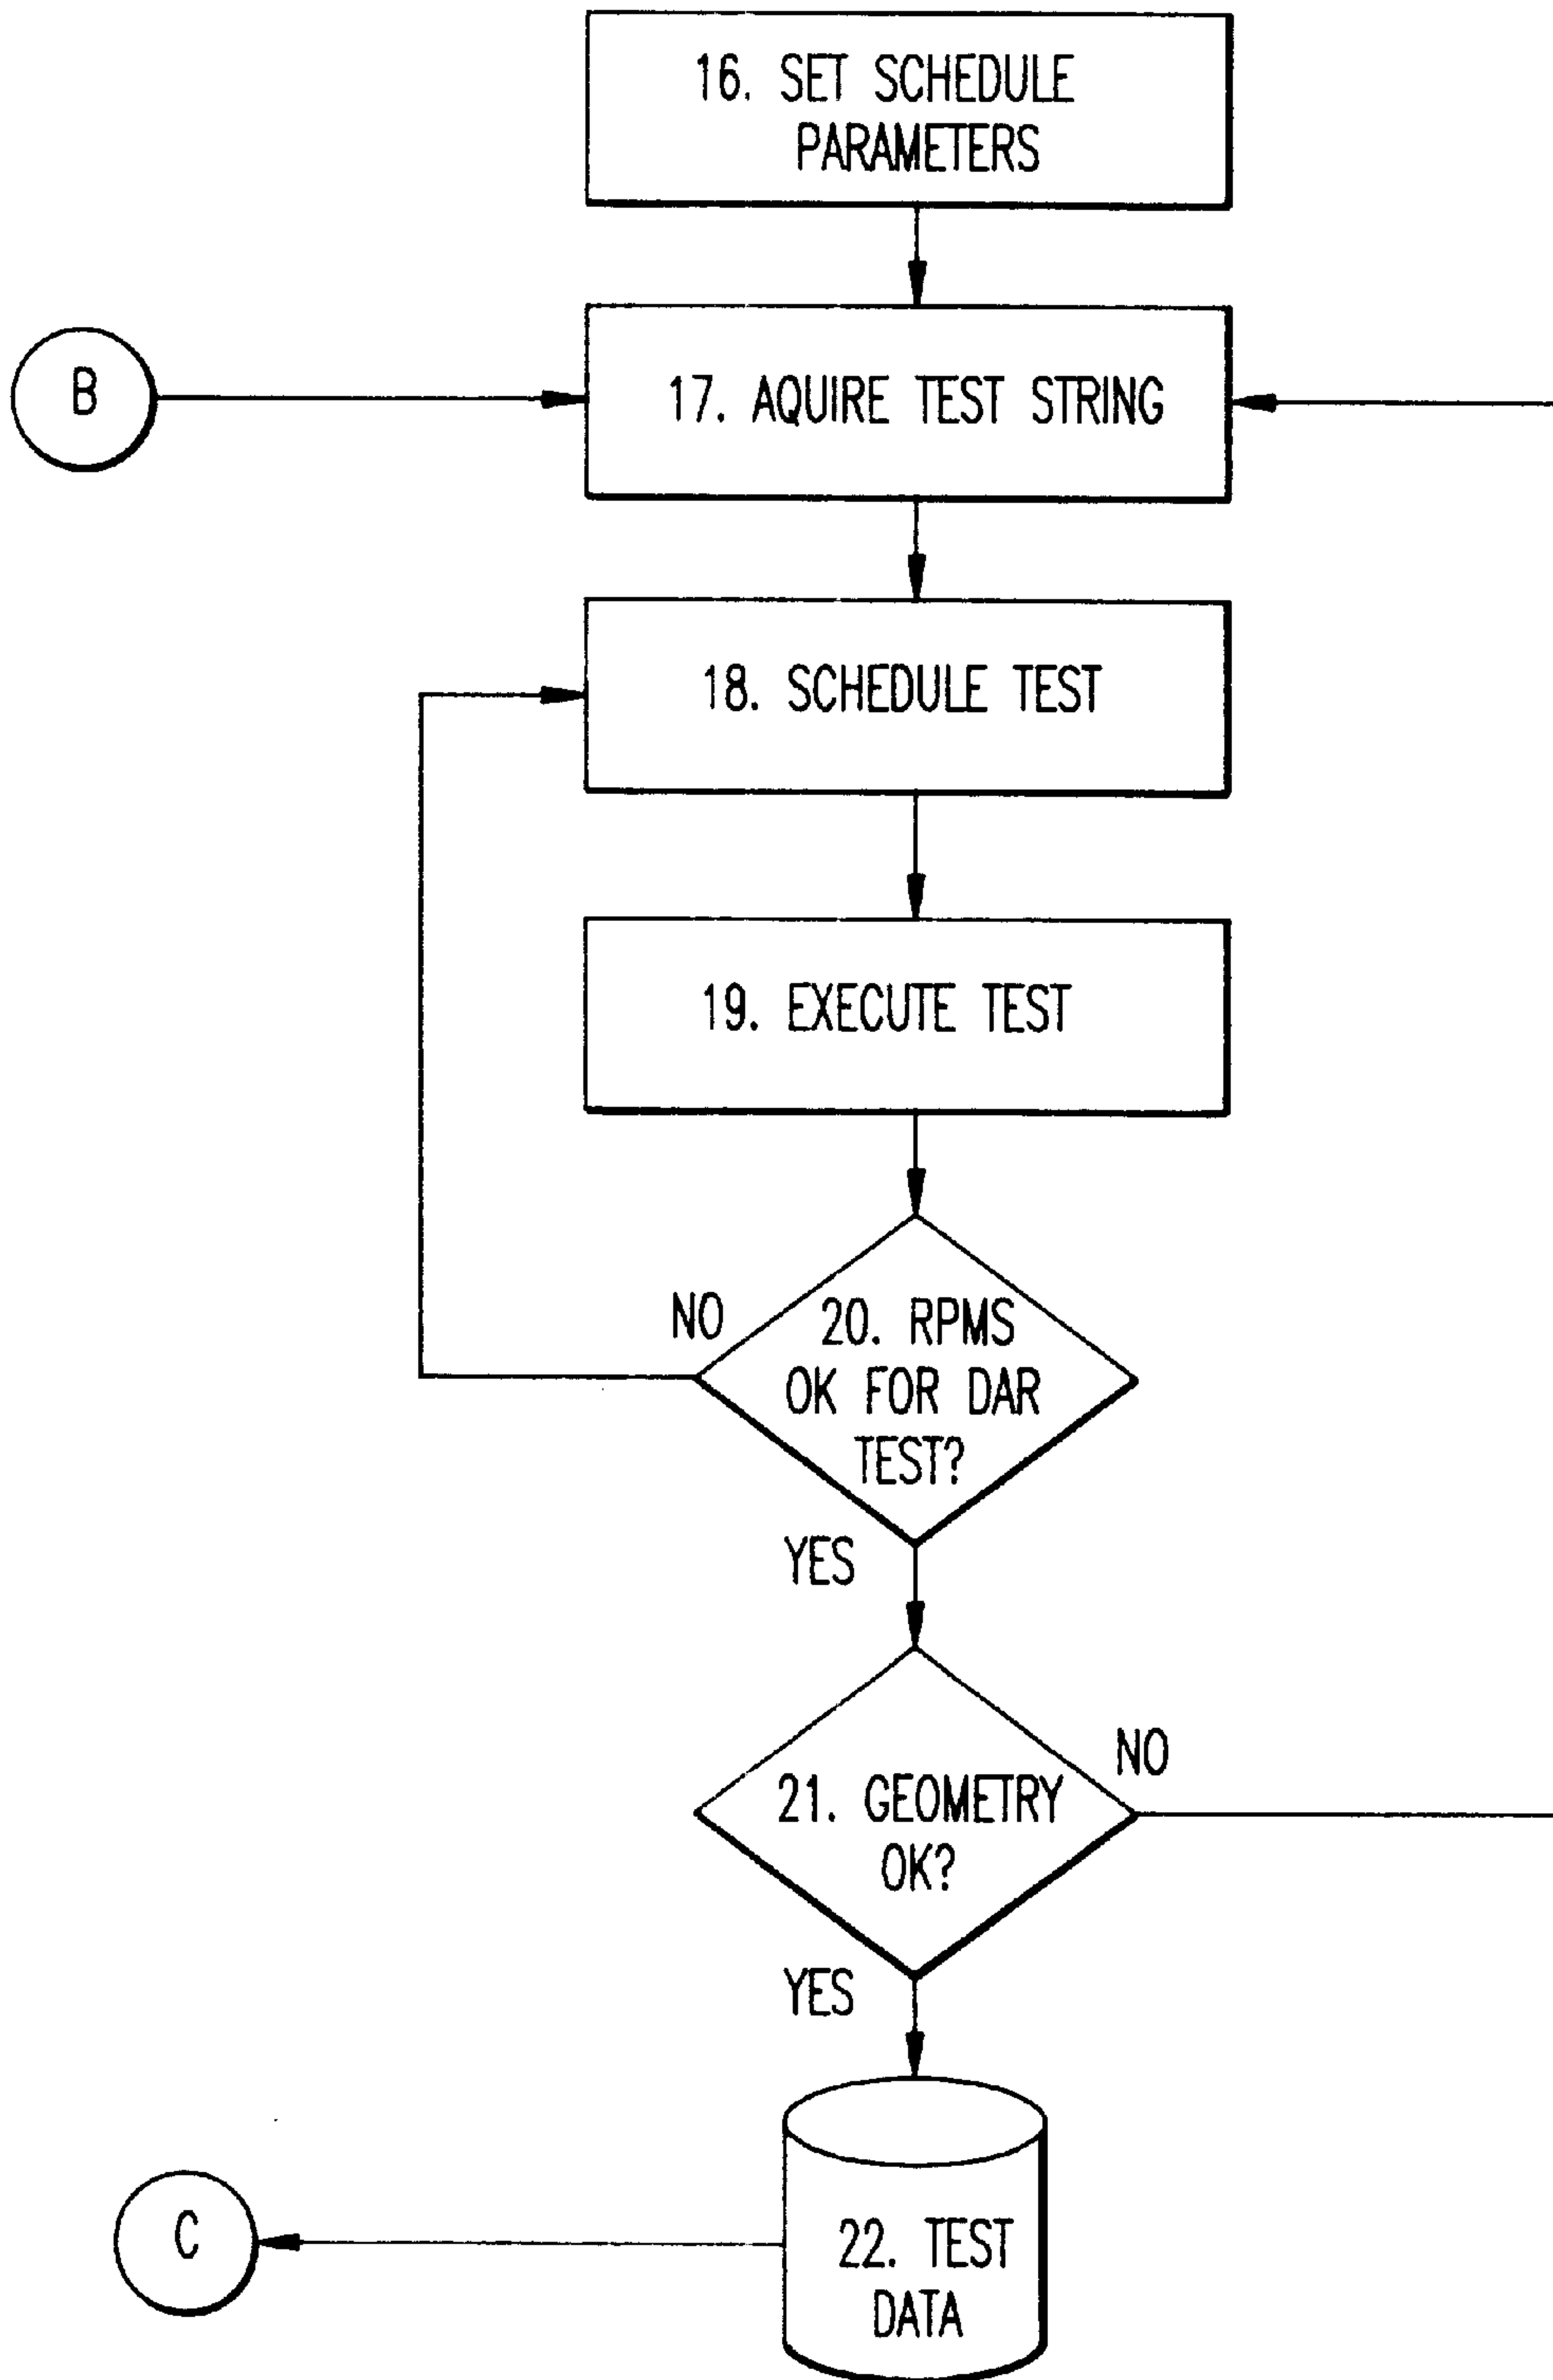 16. SET SCHEDULE
PARAMETERS
B
17. AQUIRE TEST STRING
18. SCHEDULE TEST
19. EXECUTE TEST
NO
20. RPMS
OK FOR DAR
TEST?
YES
NO
21. GEOMETRY
OK?
YES
C
22. TEST
DATA